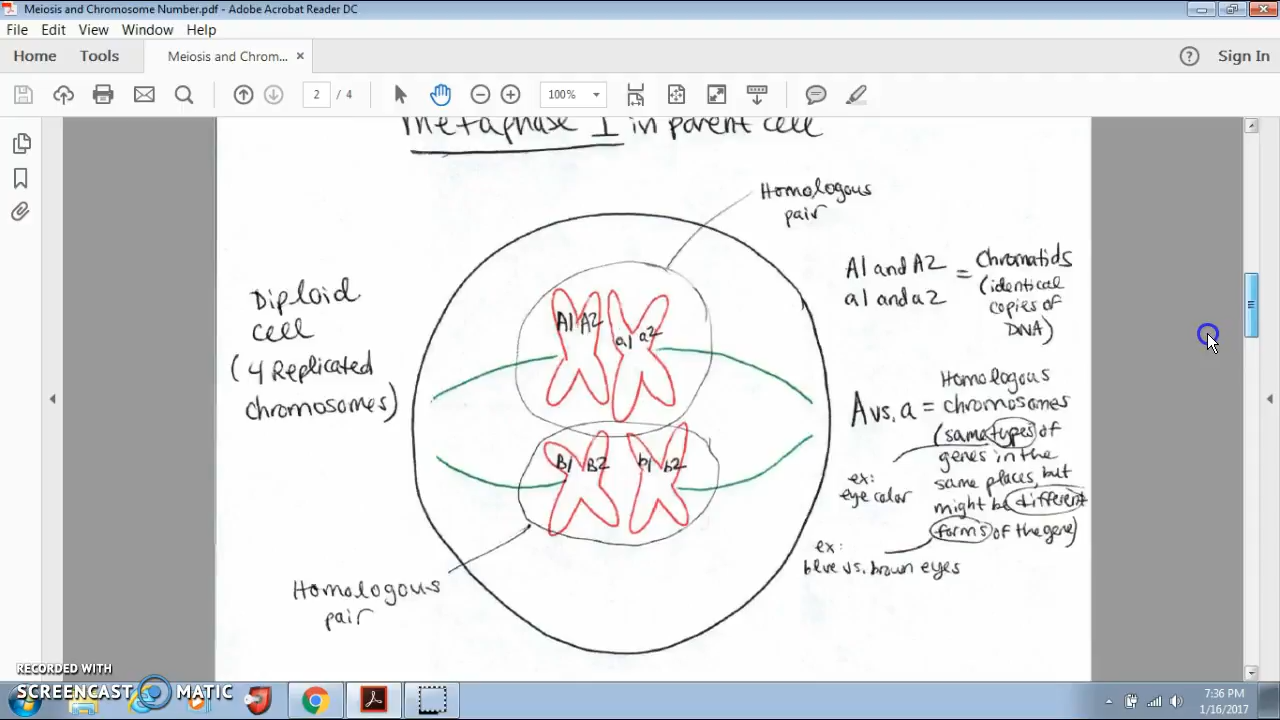 Meiosis and Chromosome Number.pdf - Adobe Acrobat Reader DC
File Edit View Window Help
Home Tools Meiosis and Chrom... × ? Sign In
2 / 4 100%
Metaphase I in parent cell
Homologous
pair
Diploid
cell
(4 Replicated
chromosomes)
A1 A2 a1 a2
B1 B2 b1 b2
Homologous
pair
A1 and A2
a1 and a2
= Chromatids
(identical
copies of
DNA)
A vs. a =
Homologous
chromosomes
(same types of
genes in the
same places, but
might be different
forms of the gene)
ex:
eye color
ex:
blue vs. brown eyes
RECORDED WITH
SCREENCAST MATIC
7:36 PM
1/16/2017